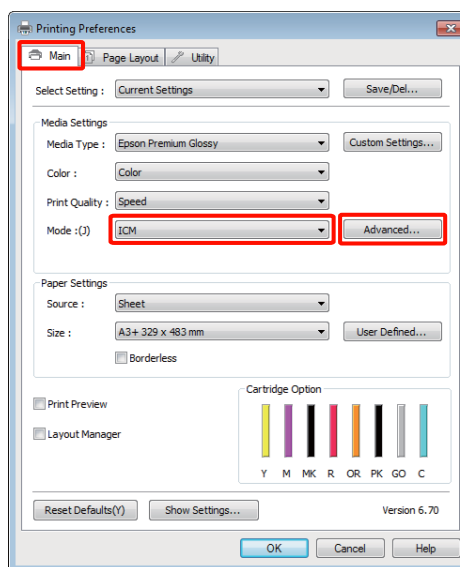 Printing Preferences
Main Page Layout Utility
Select Setting : Current Settings Save/Del...
Media Settings
Media Type : Epson Premium Glossy Custom Settings...
Color : Color
Print Quality : Speed
Mode :(J) ICM Advanced...
Paper Settings
Source : Sheet
Size : A3+ 329 x 483 mm User Defined...
Borderless
Cartridge Option
Print Preview
Layout Manager
Y M MK R OR PK GO C
Reset Defaults(Y) Show Settings... Version 6.70
OK Cancel Help